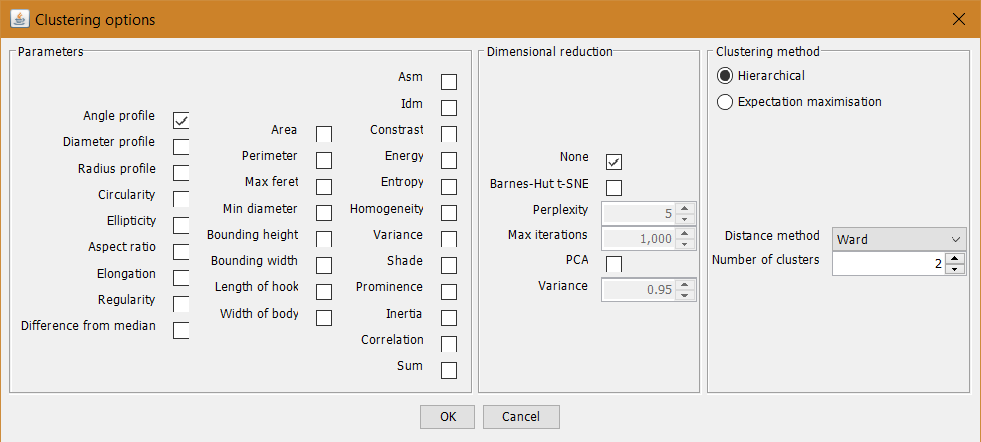 Clustering options
Parameters
Angle profile
Diameter profile
Radius profile
Circularity
Ellipticity
Aspect ratio
Elongation
Regularity
Difference from median
Area
Perimeter
Max feret
Min diameter
Bounding height
Bounding width
Length of hook
Width of body
Asm
Idm
Constrast
Energy
Entropy
Homogeneity
Variance
Shade
Prominence
Inertia
Correlation
Sum
Dimensional reduction
None
Barnes-Hut t-SNE
Perplexity 5
Max iterations 1,000
PCA
Variance 0.95
Clustering method
Hierarchical
Expectation maximisation
Distance method Ward
Number of clusters 2
OK Cancel